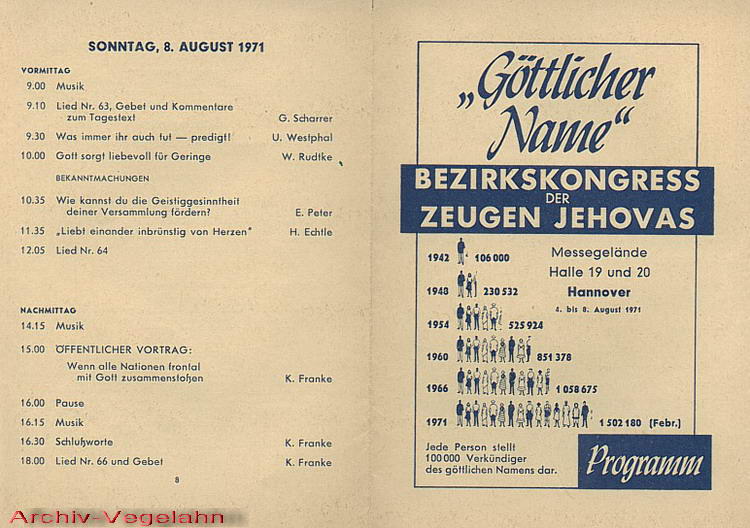 SONNTAG, 8. AUGUST 1971
VORMITTAG
9.00 Musik
9.10 Lied Nr. 63, Gebet und Kommentare
zum Tagestext G. Scharrer
9.30 Was immer ihr auch tut — predigt! U. Westphal
10.00 Gott sorgt liebevoll für Geringe W. Rudtke
BEKANNTMACHUNGEN
10.35 Wie kannst du die Geistiggesinntheit
deiner Versammlung fördern? E. Peter
11.35 „Liebt einander inbrünstig von Herzen" H. Echtle
12.05 Lied Nr. 64
NACHMITTAG
14.15 Musik
15.00 ÖFFENTLICHER VORTRAG:
Wenn alle Nationen frontal
mit Gott zusammenstoßen K. Franke
16.00 Pause
16.15 Musik
16.30 Schlußworte K. Franke
18.00 Lied Nr. 66 und Gebet K. Franke
8
Archiv-Vegelahn
„Göttlicher
Name"
BEZIRKSKONGRESS
DER
ZEUGEN JEHOVAS
Messegelände
Halle 19 und 20
Hannover
4. bis 8. August 1971
1942 106 000
1948 230 532
1954 525 924
1960 851 378
1966 1 058 675
1971 1 502 180 (Febr.)
Jede Person stellt
100 000 Verkündiger
des göttlichen Namens dar.
Programm